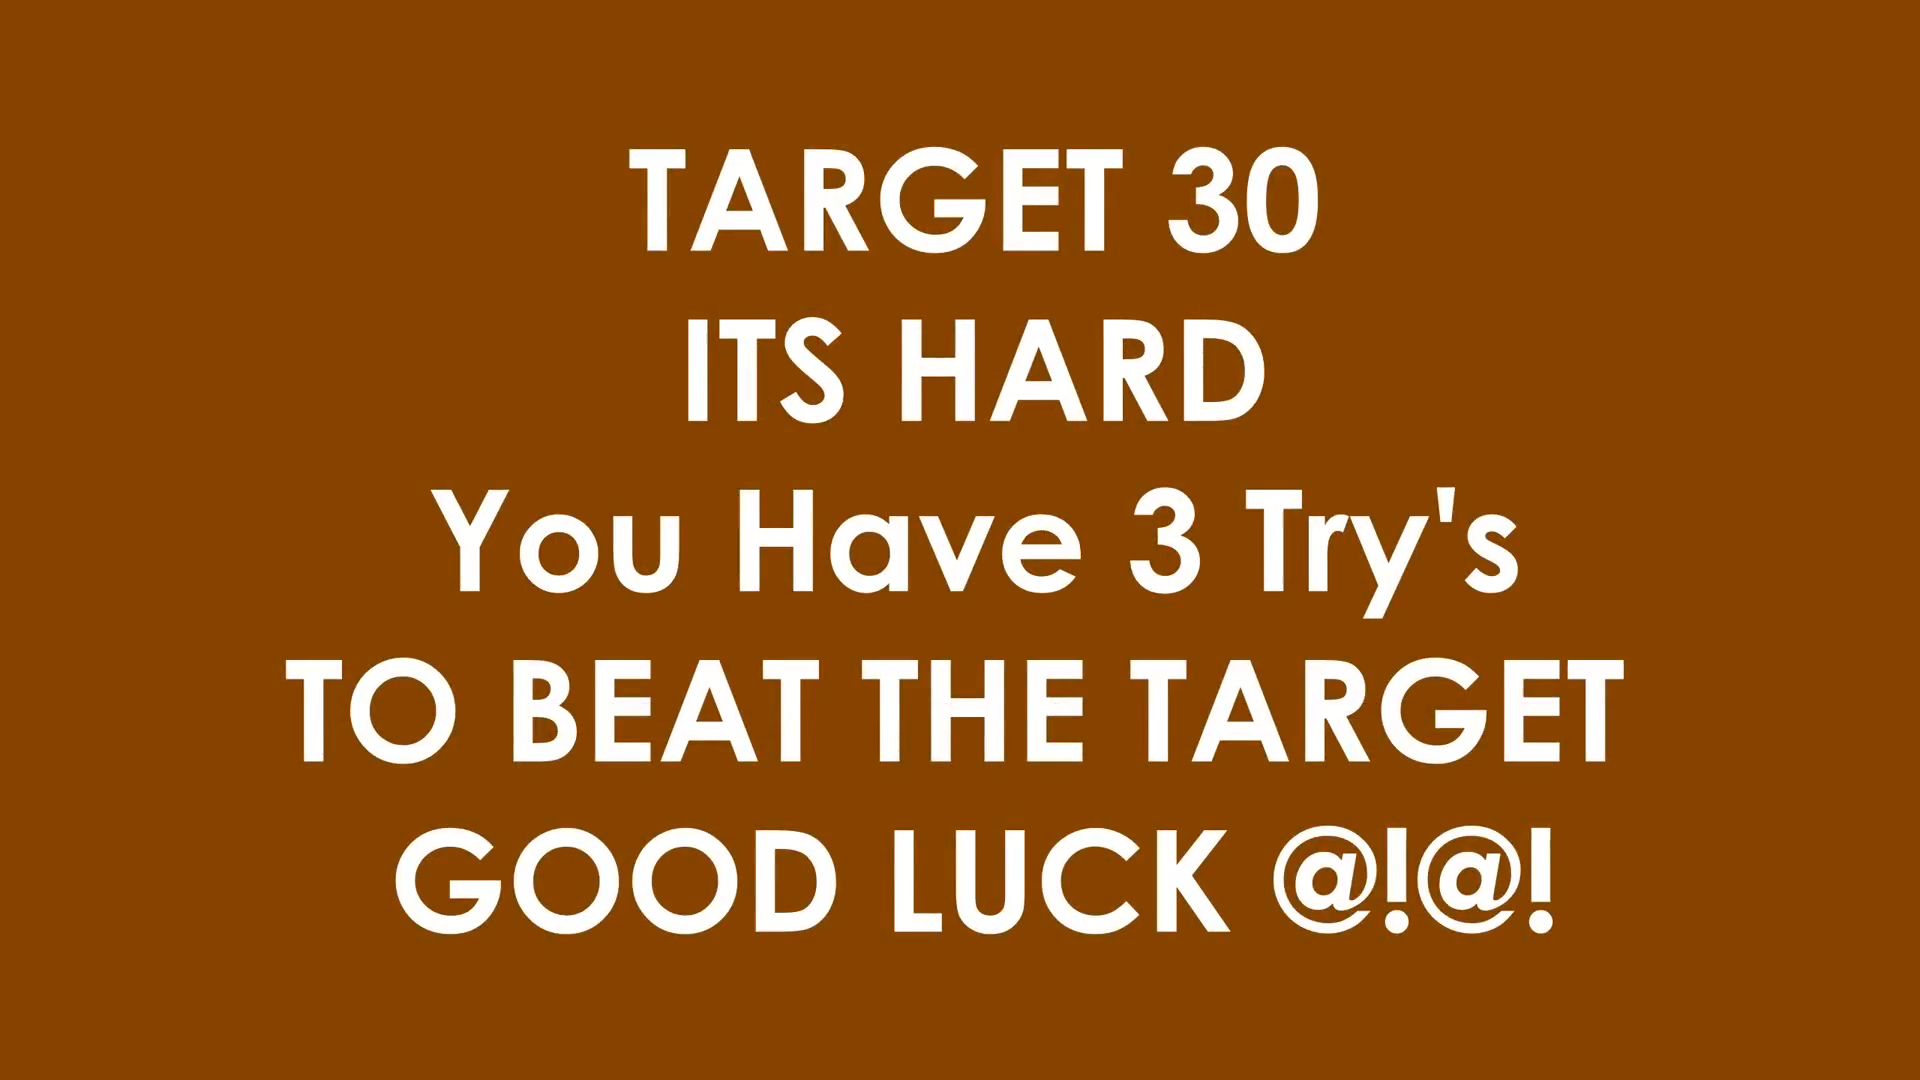 TARGET 30
ITS HARD
You Have 3 Try's
TO BEAT THE TARGET
GOOD LUCK @!@!